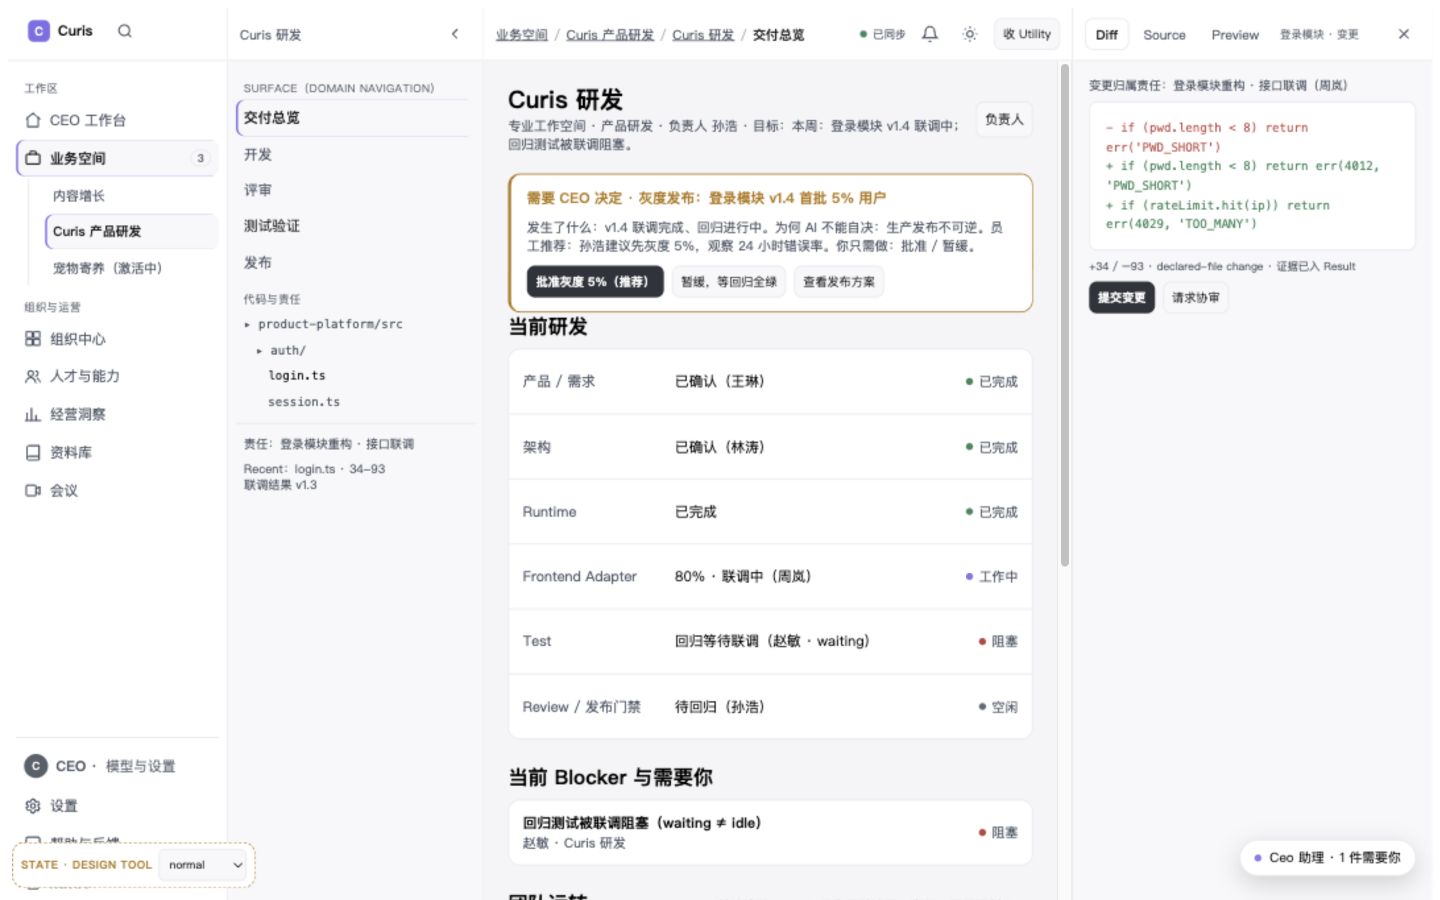 C Curis
工作区
CEO 工作台
业务空间 3
内容增长
Curis 产品研发
宠物寄养（激活中）
组织与运营
组织中心
人才与能力
经营洞察
资料库
会议
C CEO · 模型与设置
设置
STATE · DESIGN TOOL normal
Curis 研发
SURFACE（DOMAIN NAVIGATION）
交付总览
开发
评审
测试验证
发布
代码与责任
▸ product-platform/src
▸ auth/
login.ts
session.ts
责任：登录模块重构 · 接口联调
Recent：login.ts · 34–93
联调结果 v1.3
业务空间 / Curis 产品研发 / Curis 研发 / 交付总览
已同步
收 Utility
Curis 研发
专业工作空间 · 产品研发 · 负责人 孙浩 · 目标：本周：登录模块 v1.4 联调中；
回归测试被联调阻塞。
负责人
需要 CEO 决定 · 灰度发布：登录模块 v1.4 首批 5% 用户
发生了什么：v1.4 联调完成、回归进行中。为何 AI 不能自决：生产发布不可逆。员
工推荐：孙浩建议先灰度 5%，观察 24 小时错误率。你只需做：批准 / 暂缓。
批准灰度 5%（推荐） 暂缓，等回归全绿 查看发布方案
当前研发
产品 / 需求 已确认（王琳） 已完成
架构 已确认（林涛） 已完成
Runtime 已完成 已完成
Frontend Adapter 80% · 联调中（周岚） 工作中
Test 回归等待联调（赵敏 · waiting） 阻塞
Review / 发布门禁 待回归（孙浩） 空闲
当前 Blocker 与需要你
回归测试被联调阻塞（waiting ≠ idle）
赵敏 · Curis 研发
阻塞
Diff Source Preview 登录模块 · 变更
变更归属责任：登录模块重构 · 接口联调（周岚）
− if (pwd.length < 8) return
err('PWD_SHORT')
+ if (pwd.length < 8) return err(4012,
'PWD_SHORT')
+ if (rateLimit.hit(ip)) return
err(4029, 'TOO_MANY')
+34 / −93 · declared-file change · 证据已入 Result
提交变更 请求协审
Ceo 助理 · 1 件需要你